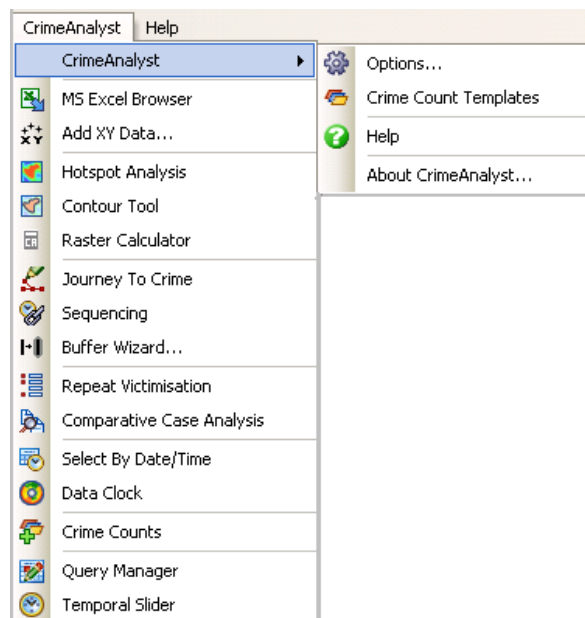 CrimeAnalyst Help
CrimeAnalyst
MS Excel Browser
Add XY Data...
Hotspot Analysis
Contour Tool
Raster Calculator
Journey To Crime
Sequencing
Buffer Wizard...
Repeat Victimisation
Comparative Case Analysis
Select By Date/Time
Data Clock
Crime Counts
Query Manager
Temporal Slider
Options...
Crime Count Templates
Help
About CrimeAnalyst...